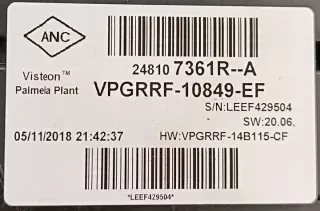 ANC
24810 7361R--A
Visteon™
Palmela Plant
VPGRRF-10849-EF
S/N:LEEF429504
SW:20.06.
05/11/2018 21:42:37 HW:VPGRRF-14B115-CF
*LEEF429504*